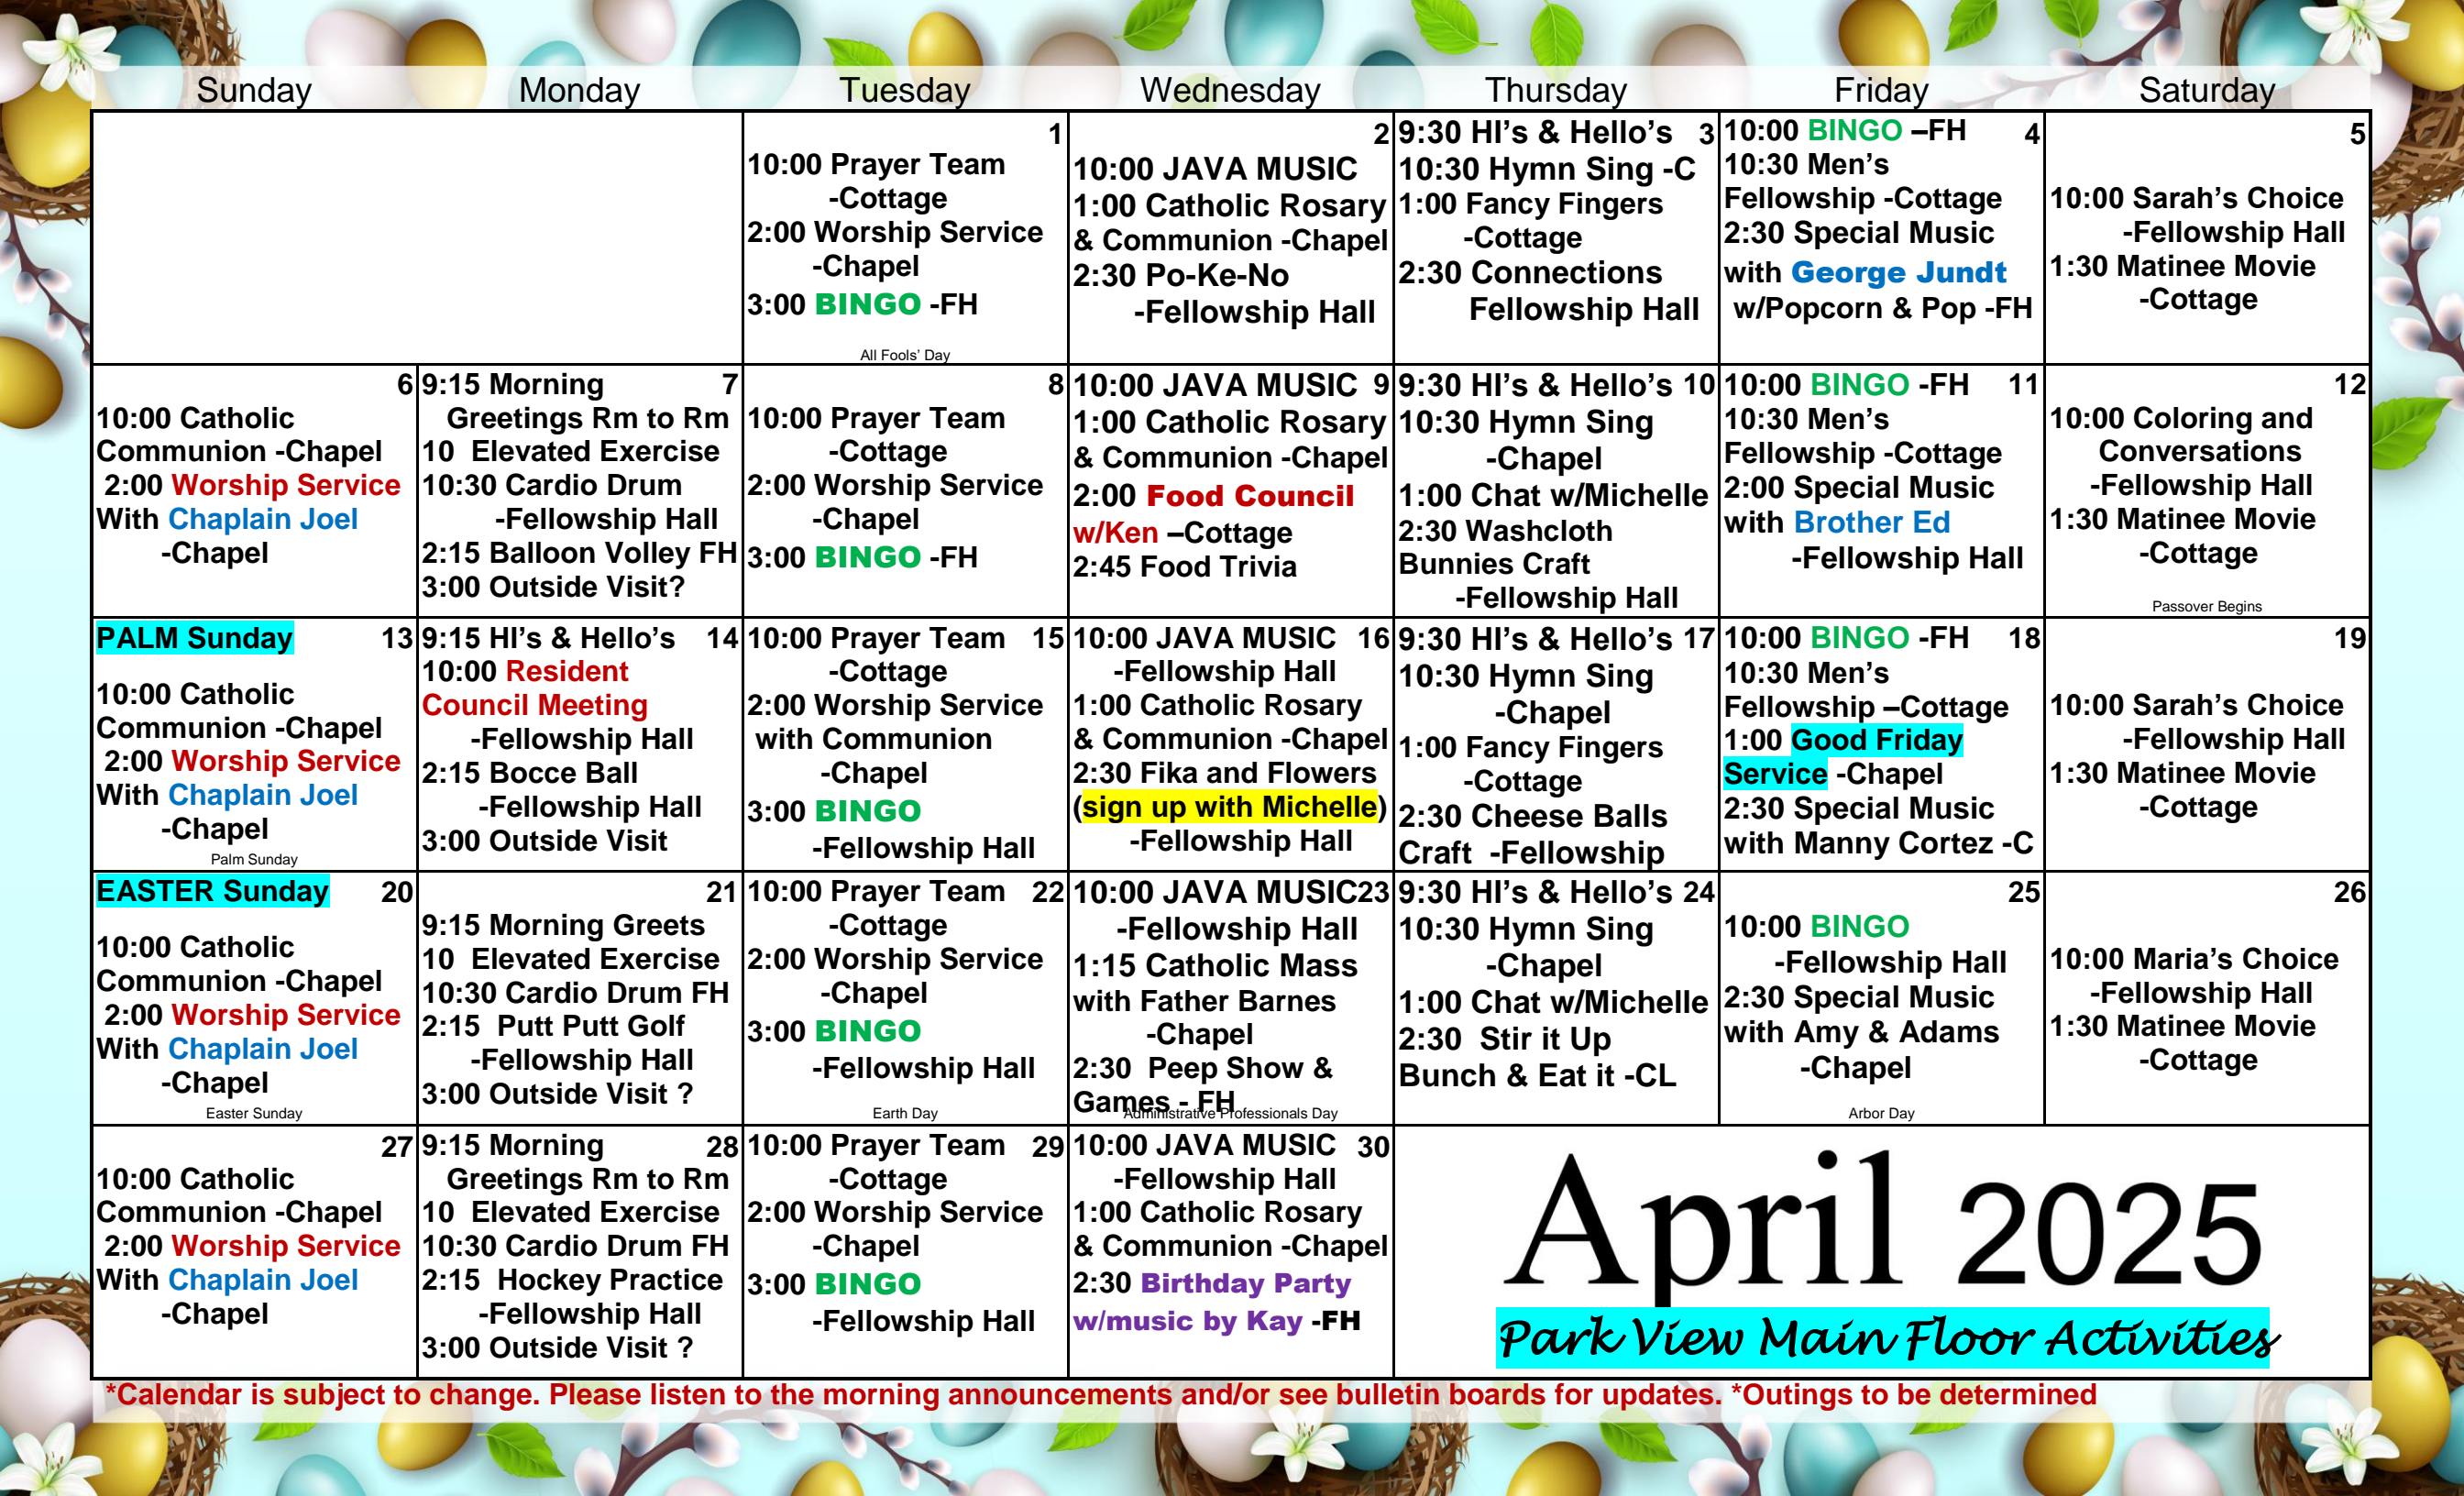 Sunday Monday Tuesday Wednesday Thursday Friday Saturday
1
10:00 Prayer Team
-Cottage
2:00 Worship Service
-Chapel
3:00 BINGO -FH
All Fools' Day
2
10:00 JAVA MUSIC
1:00 Catholic Rosary
& Communion -Chapel
2:30 Po-Ke-No
-Fellowship Hall
9:30 HI's & Hello's 3
10:30 Hymn Sing -C
1:00 Fancy Fingers
-Cottage
2:30 Connections
Fellowship Hall
10:00 BINGO –FH 4
10:30 Men's
Fellowship -Cottage
2:30 Special Music
with George Jundt
w/Popcorn & Pop -FH
5
10:00 Sarah's Choice
-Fellowship Hall
1:30 Matinee Movie
-Cottage
6
10:00 Catholic
Communion -Chapel
2:00 Worship Service
With Chaplain Joel
-Chapel
9:15 Morning 7
Greetings Rm to Rm
10 Elevated Exercise
10:30 Cardio Drum
-Fellowship Hall
2:15 Balloon Volley FH
3:00 Outside Visit?
8
10:00 Prayer Team
-Cottage
2:00 Worship Service
-Chapel
3:00 BINGO -FH
10:00 JAVA MUSIC 9
1:00 Catholic Rosary
& Communion -Chapel
2:00 Food Council
w/Ken –Cottage
2:45 Food Trivia
9:30 HI's & Hello's 10
10:30 Hymn Sing
-Chapel
1:00 Chat w/Michelle
2:30 Washcloth
Bunnies Craft
-Fellowship Hall
10:00 BINGO -FH 11
10:30 Men's
Fellowship -Cottage
2:00 Special Music
with Brother Ed
-Fellowship Hall
12
10:00 Coloring and
Conversations
-Fellowship Hall
1:30 Matinee Movie
-Cottage
Passover Begins
PALM Sunday 13
10:00 Catholic
Communion -Chapel
2:00 Worship Service
With Chaplain Joel
-Chapel
Palm Sunday
9:15 HI's & Hello's 14
10:00 Resident
Council Meeting
-Fellowship Hall
2:15 Bocce Ball
-Fellowship Hall
3:00 Outside Visit
10:00 Prayer Team 15
-Cottage
2:00 Worship Service
with Communion
-Chapel
3:00 BINGO
-Fellowship Hall
10:00 JAVA MUSIC 16
-Fellowship Hall
1:00 Catholic Rosary
& Communion -Chapel
2:30 Fika and Flowers
(sign up with Michelle)
-Fellowship Hall
9:30 HI's & Hello's 17
10:30 Hymn Sing
-Chapel
1:00 Fancy Fingers
-Cottage
2:30 Cheese Balls
Craft -Fellowship
10:00 BINGO -FH 18
10:30 Men's
Fellowship –Cottage
1:00 Good Friday
Service -Chapel
2:30 Special Music
with Manny Cortez -C
19
10:00 Sarah's Choice
-Fellowship Hall
1:30 Matinee Movie
-Cottage
EASTER Sunday 20
10:00 Catholic
Communion -Chapel
2:00 Worship Service
With Chaplain Joel
-Chapel
Easter Sunday
21
9:15 Morning Greets
10 Elevated Exercise
10:30 Cardio Drum FH
2:15 Putt Putt Golf
-Fellowship Hall
3:00 Outside Visit ?
10:00 Prayer Team 22
-Cottage
2:00 Worship Service
-Chapel
3:00 BINGO
-Fellowship Hall
Earth Day
10:00 JAVA MUSIC 23
-Fellowship Hall
1:15 Catholic Mass
with Father Barnes
-Chapel
2:30 Peep Show &
Games - FH
Administrative Professionals Day
9:30 HI's & Hello's 24
10:30 Hymn Sing
-Chapel
1:00 Chat w/Michelle
2:30 Stir it Up
Bunch & Eat it -CL
25
10:00 BINGO
-Fellowship Hall
2:30 Special Music
with Amy & Adams
-Chapel
Arbor Day
26
10:00 Maria's Choice
-Fellowship Hall
1:30 Matinee Movie
-Cottage
27
10:00 Catholic
Communion -Chapel
2:00 Worship Service
With Chaplain Joel
-Chapel
9:15 Morning 28
Greetings Rm to Rm
10 Elevated Exercise
10:30 Cardio Drum FH
2:15 Hockey Practice
-Fellowship Hall
3:00 Outside Visit ?
10:00 Prayer Team 29
-Cottage
2:00 Worship Service
-Chapel
3:00 BINGO
-Fellowship Hall
10:00 JAVA MUSIC 30
-Fellowship Hall
1:00 Catholic Rosary
& Communion -Chapel
2:30 Birthday Party
w/music by Kay -FH
April 2025
Park View Main Floor Activities
*Calendar is subject to change. Please listen to the morning announcements and/or see bulletin boards for updates. *Outings to be determined